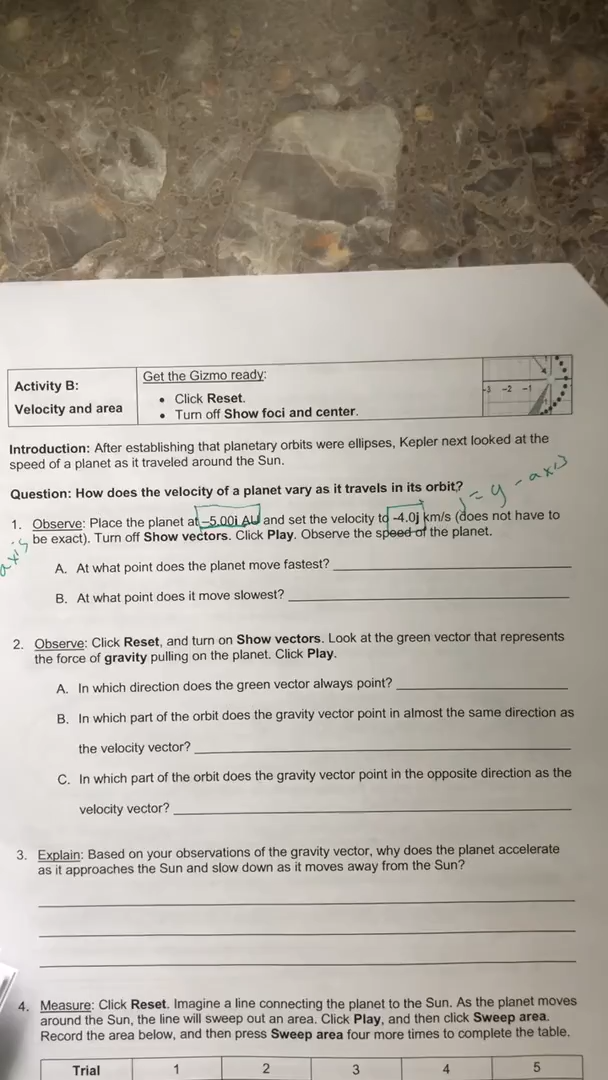 Activity B:
Velocity and area
Get the Gizmo ready:
• Click Reset.
• Turn off Show foci and center.
-3 -2 -1
Introduction: After establishing that planetary orbits were ellipses, Kepler next looked at the
speed of a planet as it traveled around the Sun.
Question: How does the velocity of a planet vary as it travels in its orbit?
j = y - axis
1. Observe: Place the planet at -5.00i AU and set the velocity to -4.0j km/s (does not have to
be exact). Turn off Show vectors. Click Play. Observe the speed of the planet.
axis
A. At what point does the planet move fastest?
B. At what point does it move slowest?
2. Observe: Click Reset, and turn on Show vectors. Look at the green vector that represents
the force of gravity pulling on the planet. Click Play.
A. In which direction does the green vector always point?
B. In which part of the orbit does the gravity vector point in almost the same direction as
the velocity vector?
C. In which part of the orbit does the gravity vector point in the opposite direction as the
velocity vector?
3. Explain: Based on your observations of the gravity vector, why does the planet accelerate
as it approaches the Sun and slow down as it moves away from the Sun?
4. Measure: Click Reset. Imagine a line connecting the planet to the Sun. As the planet moves
around the Sun, the line will sweep out an area. Click Play, and then click Sweep area.
Record the area below, and then press Sweep area four more times to complete the table.
Trial 1 2 3 4 5